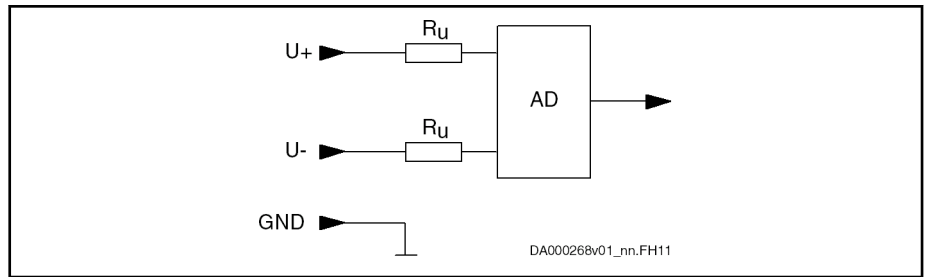 Ru
U+
AD
Ru
U-
GND
DA000268v01_nn.FH11